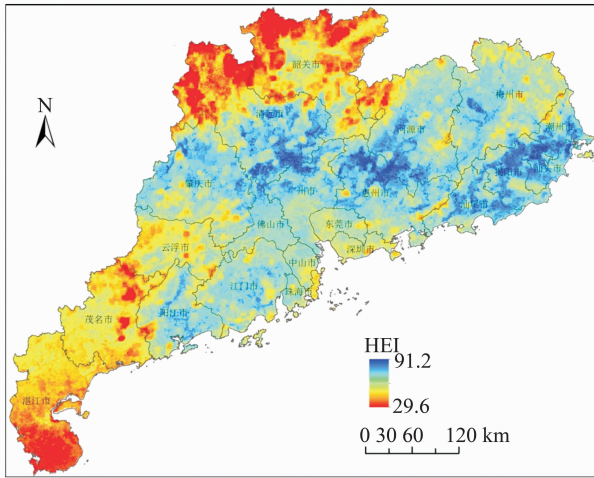 韶关市
梅州市
清远市
河源市
潮州市
揭阳市
汕头市
肇庆市
广州市
惠州市
汕尾市
佛山市
东莞市
云浮市
深圳市
中山市
江门市
珠海市
阳江市
茂名市
湛江市
N
HEI
91.2
29.6
0 30 60 120 km